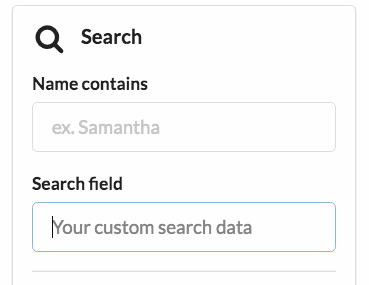 Search
Name contains
ex. Samantha
Search field
Your custom search data